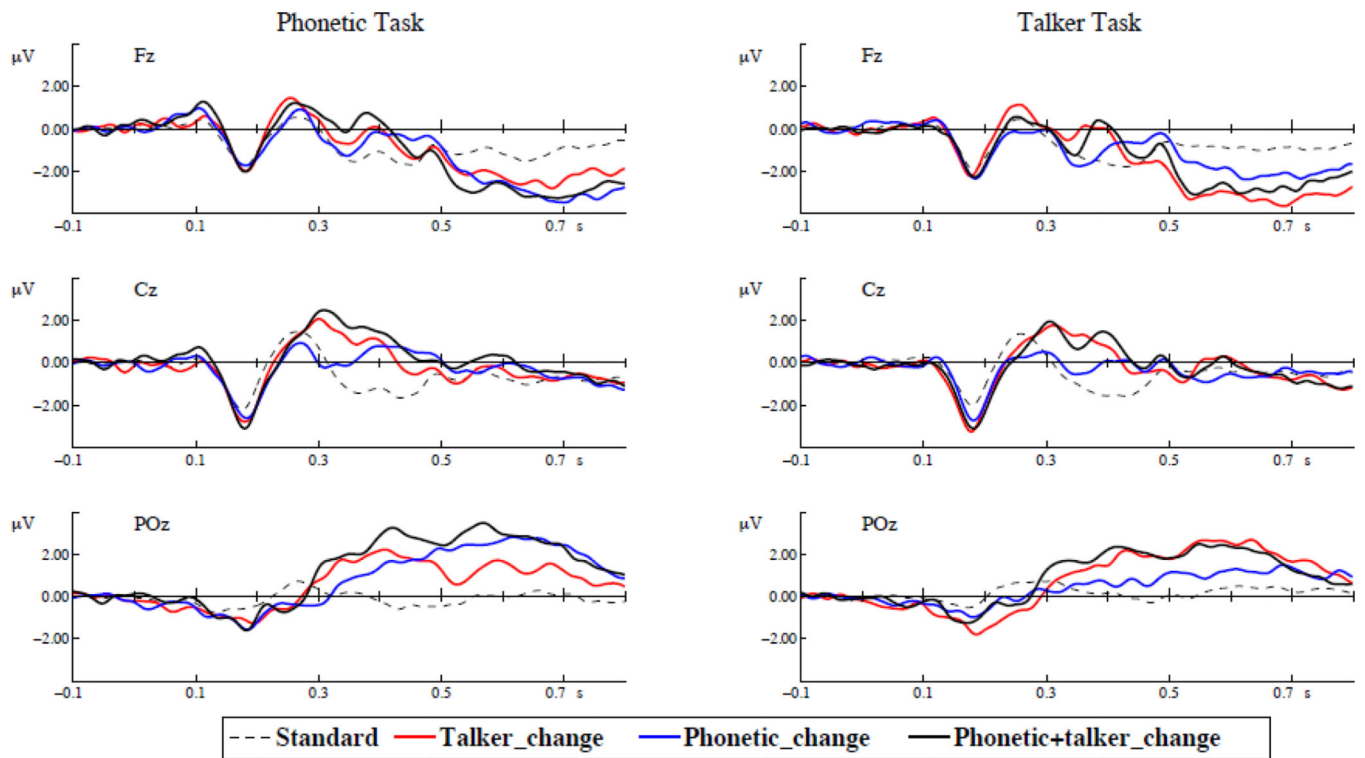 Phonetic Task
Talker Task
μV
Fz
2.00
0.00
−2.00
−0.1
0.1
0.3
0.5
0.7
s
μV
Fz
2.00
0.00
−2.00
−0.1
0.1
0.3
0.5
0.7
s
μV
Cz
2.00
0.00
−2.00
−0.1
0.1
0.3
0.5
0.7
s
μV
Cz
2.00
0.00
−2.00
−0.1
0.1
0.3
0.5
0.7
s
μV
POz
2.00
0.00
−2.00
−0.1
0.1
0.3
0.5
0.7
s
μV
POz
2.00
0.00
−2.00
−0.1
0.1
0.3
0.5
0.7
s
Standard Talker_change Phonetic_change Phonetic+talker_change